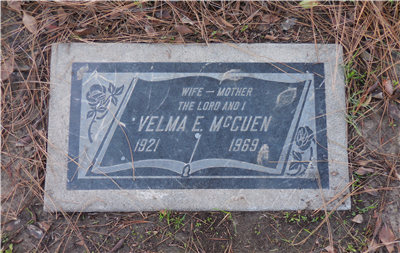 WIFE — MOTHER
THE LORD AND I
VELMA E. McCUEN
1921 1969